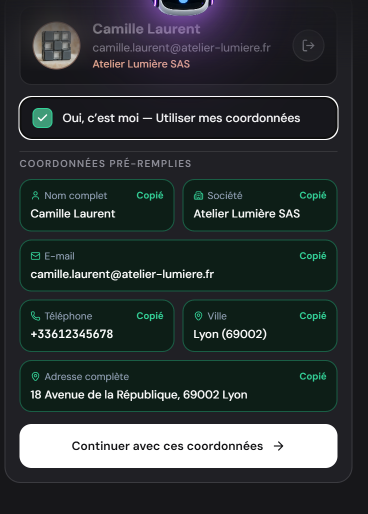 Camille Laurent
camille.laurent@atelier-lumiere.fr
Atelier Lumière SAS
Oui, c'est moi — Utiliser mes coordonnées
COORDONNÉES PRÉ-REMPLIES
Nom complet Copié
Camille Laurent
Société Copié
Atelier Lumière SAS
E-mail Copié
camille.laurent@atelier-lumiere.fr
Téléphone Copié
+33612345678
Ville Copié
Lyon (69002)
Adresse complète Copié
18 Avenue de la République, 69002 Lyon
Continuer avec ces coordonnées →